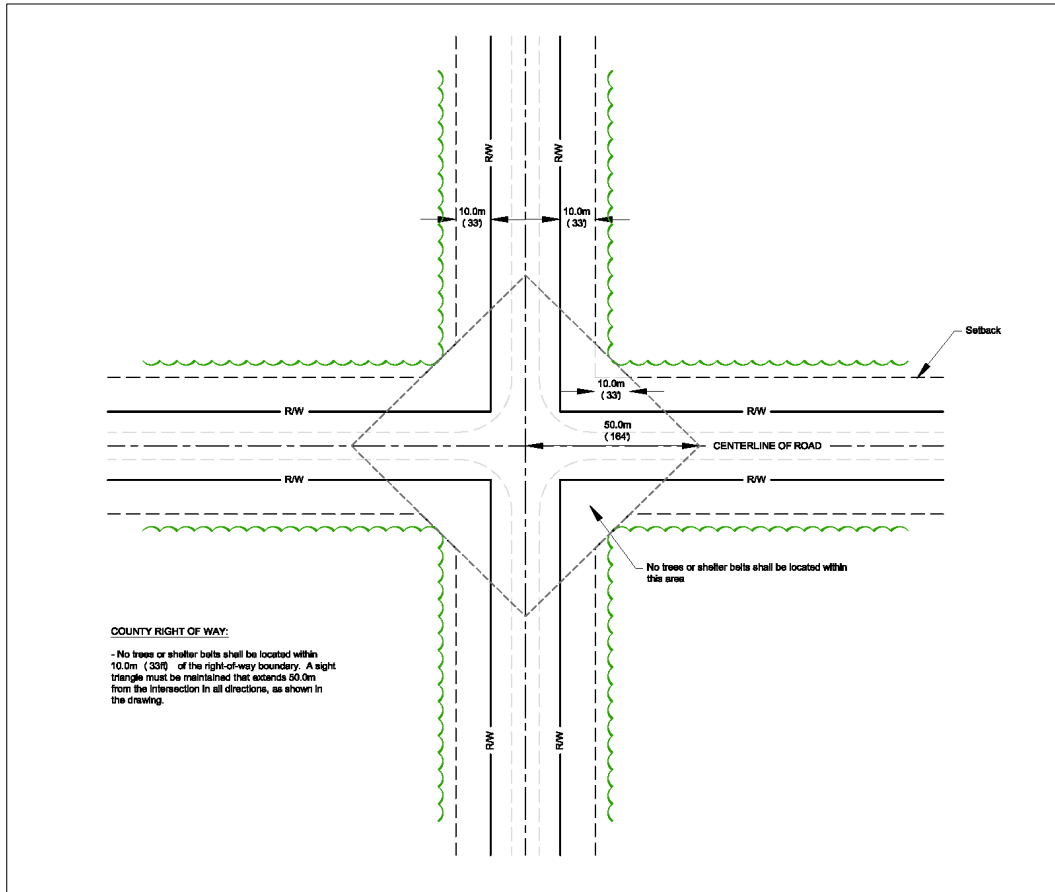 R/W
R/W
10.0m
( 33')
10.0m
( 33')
Setback
10.0m
( 33')
R/W
R/W
50.0m
( 164')
CENTERLINE OF ROAD
R/W
R/W
No trees or shelter belts shall be located within
this area
COUNTY RIGHT OF WAY:
- No trees or shelter belts shall be located within
10.0m ( 33ft) of the right-of-way boundary. A sight
triangle must be maintained that extends 50.0m
from the intersection in all directions, as shown in
the drawing.
R/W
R/W